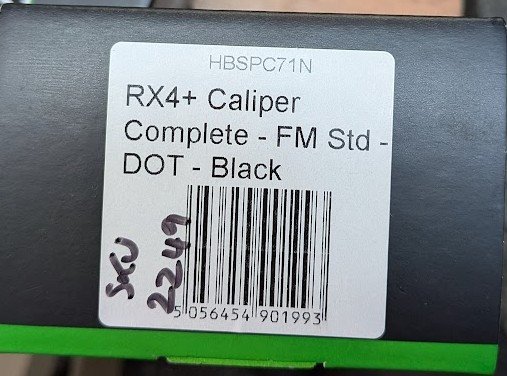 HBSPC71N
RX4+ Caliper
Complete - FM Std -
DOT - Black
SKU
2249
5 056454 901993